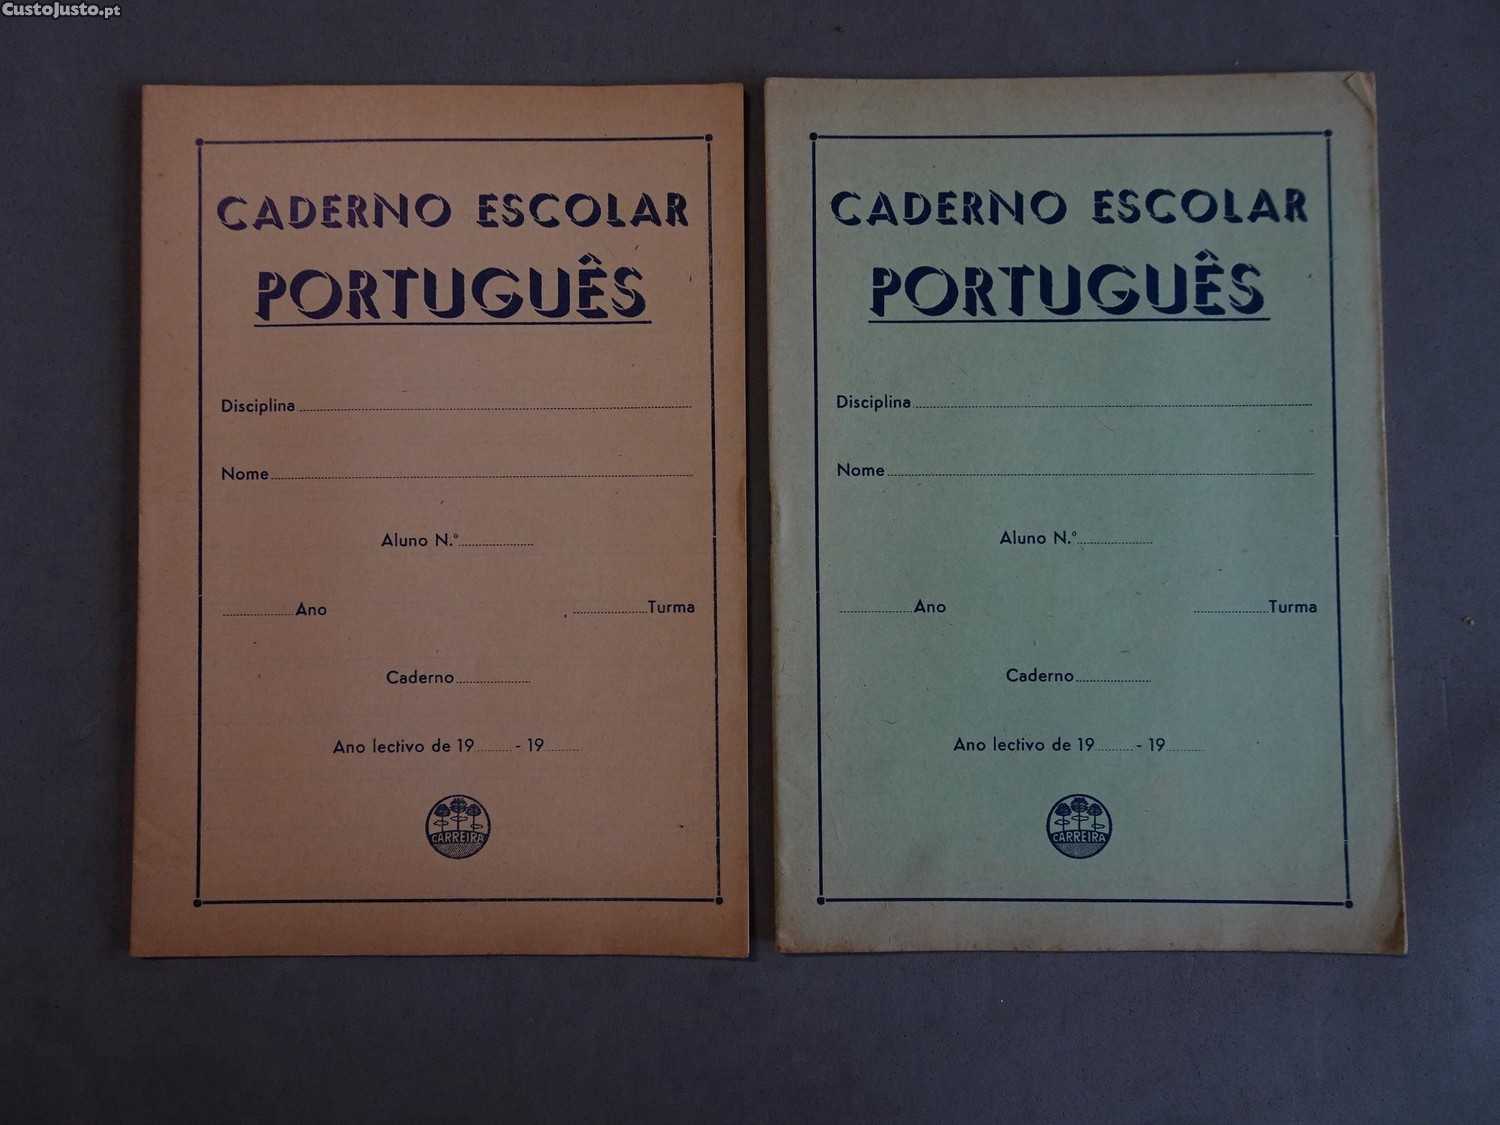 CustoJusto.pt
CADERNO ESCOLAR
PORTUGUÊS
Disciplina
Nome
Aluno N.º
Ano Turma
Caderno
Ano lectivo de 19 - 19
CARREIRA
CADERNO ESCOLAR
PORTUGUÊS
Disciplina
Nome
Aluno N.º
Ano Turma
Caderno
Ano lectivo de 19 - 19
CARREIRA